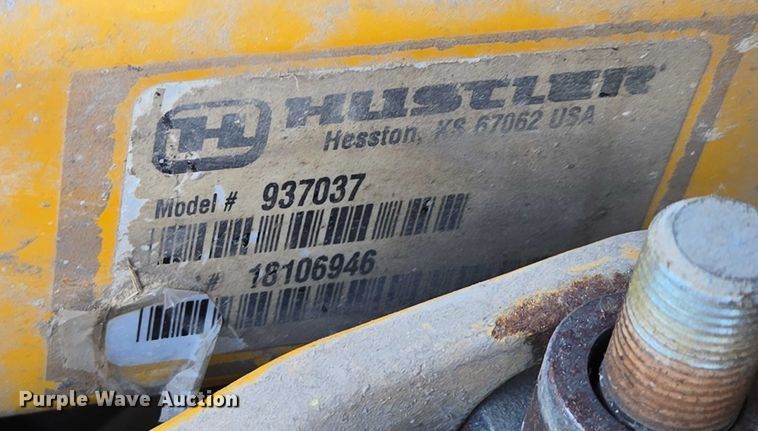 H HUSTLER
Hesston, KS 67062 USA
Model # 937037
# 18106946
Purple Wave Auction